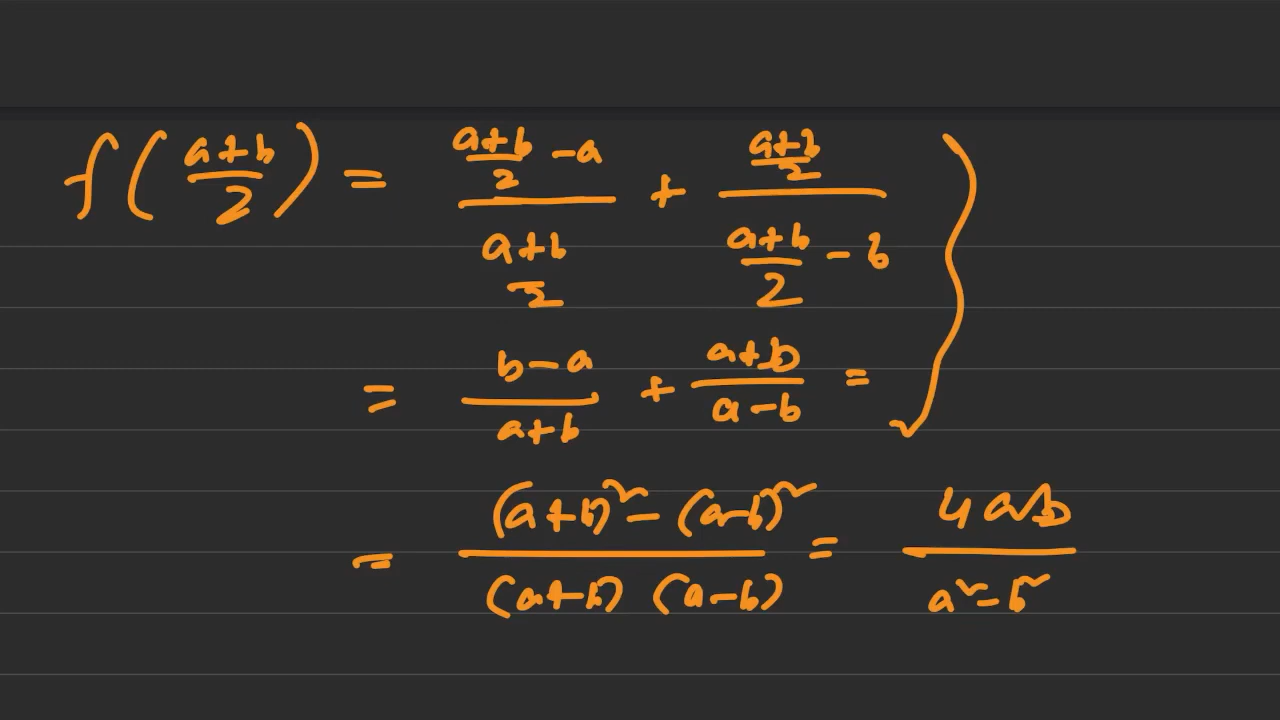 f((a+b)/2) = ((a+b)/2 - a)/((a+b)/2) + ((a+b)/2)/((a+b)/2 - b)
= (b-a)/(a+b) + (a+b)/(a-b) =
= ((a+b)² - (a-b)²)/((a+b)(a-b)) = 4ab/(a²-b²)